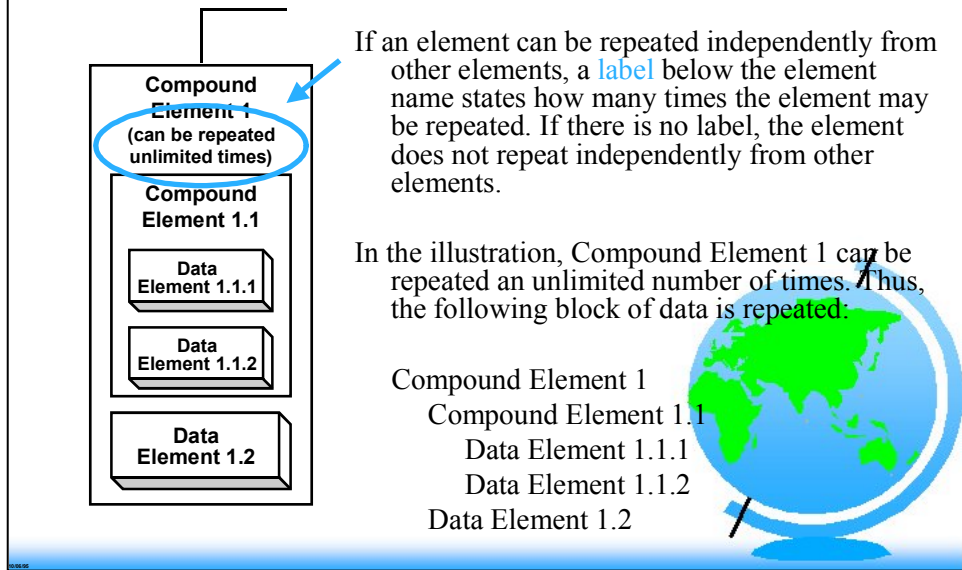 Compound
Element 1
(can be repeated
unlimited times)
Compound
Element 1.1
Data
Element 1.1.1
Data
Element 1.1.2
Data
Element 1.2
If an element can be repeated independently from
other elements, a label below the element
name states how many times the element may
be repeated. If there is no label, the element
does not repeat independently from other
elements.
In the illustration, Compound Element 1 can be
repeated an unlimited number of times. Thus,
the following block of data is repeated:
Compound Element 1
Compound Element 1.1
Data Element 1.1.1
Data Element 1.1.2
Data Element 1.2